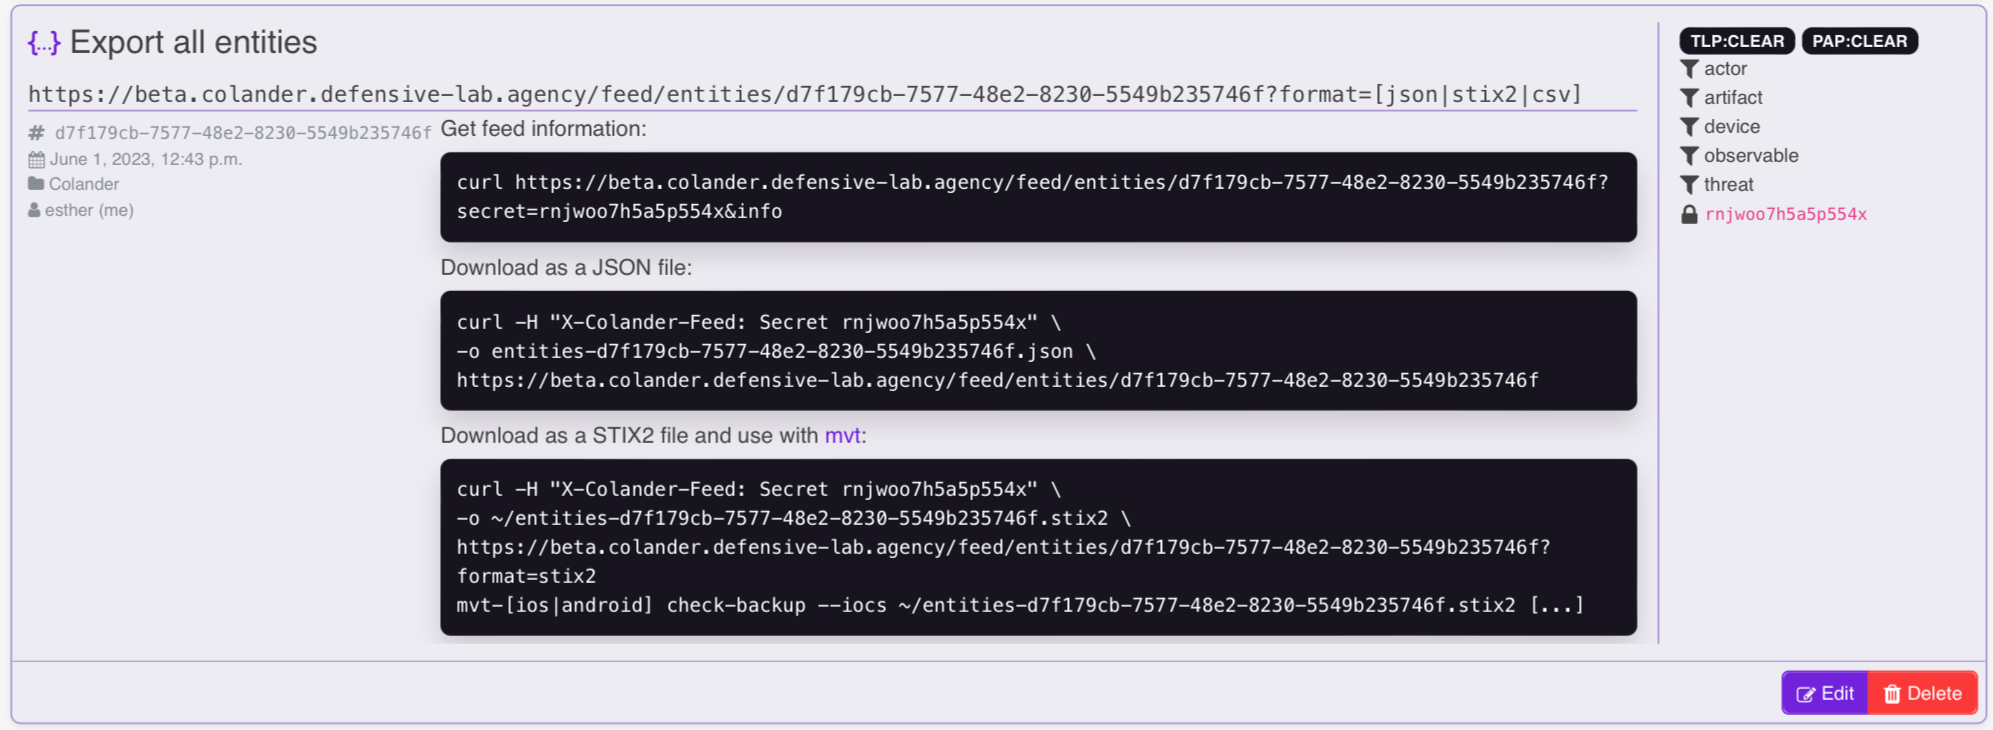 {...} Export all entities
https://beta.colander.defensive-lab.agency/feed/entities/d7f179cb-7577-48e2-8230-5549b235746f?format=[json|stix2|csv]
# d7f179cb-7577-48e2-8230-5549b235746f
June 1, 2023, 12:43 p.m.
Colander
esther (me)
Get feed information:
curl https://beta.colander.defensive-lab.agency/feed/entities/d7f179cb-7577-48e2-8230-5549b235746f?
secret=rnjwoo7h5a5p554x&info
Download as a JSON file:
curl -H "X-Colander-Feed: Secret rnjwoo7h5a5p554x" \
-o entities-d7f179cb-7577-48e2-8230-5549b235746f.json \
https://beta.colander.defensive-lab.agency/feed/entities/d7f179cb-7577-48e2-8230-5549b235746f
Download as a STIX2 file and use with mvt:
curl -H "X-Colander-Feed: Secret rnjwoo7h5a5p554x" \
-o ~/entities-d7f179cb-7577-48e2-8230-5549b235746f.stix2 \
https://beta.colander.defensive-lab.agency/feed/entities/d7f179cb-7577-48e2-8230-5549b235746f?
format=stix2
mvt-[ios|android] check-backup --iocs ~/entities-d7f179cb-7577-48e2-8230-5549b235746f.stix2 [...]
TLP:CLEAR PAP:CLEAR
actor
artifact
device
observable
threat
rnjwoo7h5a5p554x
Edit Delete